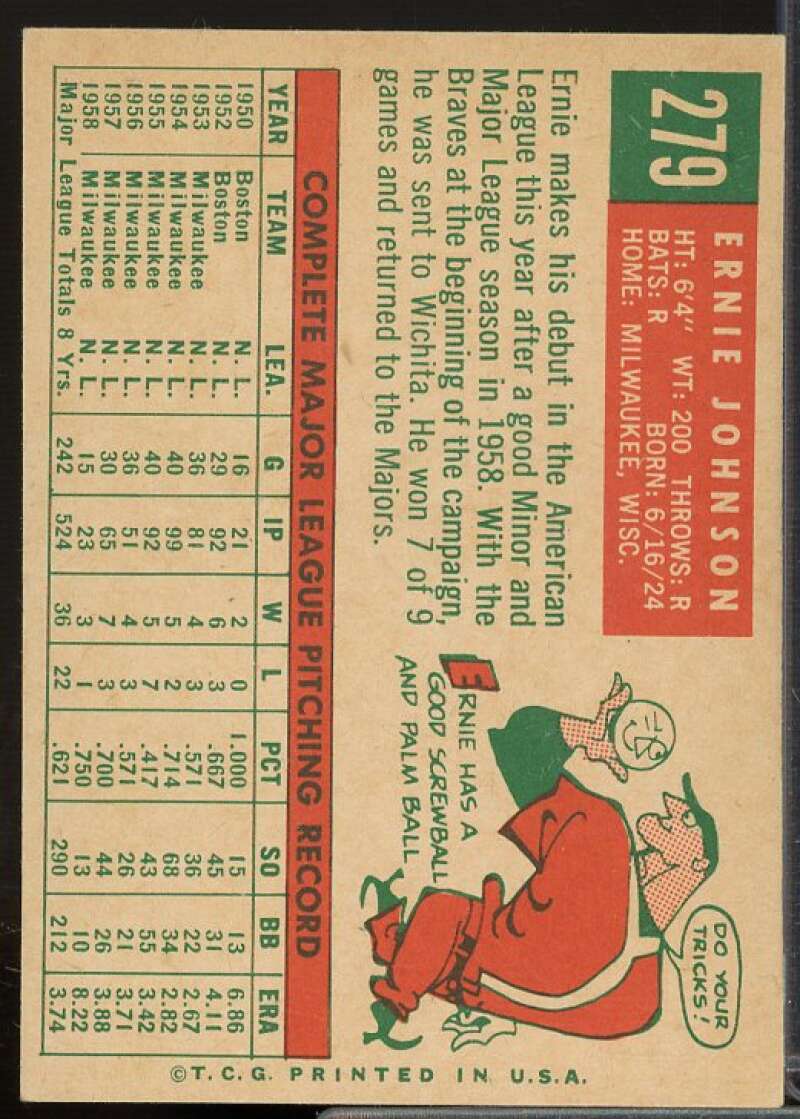 279
ERNIE JOHNSON
HT: 6'4" WT: 200 THROWS: R
BATS: R BORN: 6/16/24
HOME: MILWAUKEE, WISC.
Ernie makes his debut in the American
League this year after a good Minor and
Major League season in 1958. With the
Braves at the beginning of the campaign,
he was sent to Wichita. He won 7 of 9
games and returned to the Majors.
DO YOUR
TRICKS!
ERNIE HAS A
GOOD SCREWBALL
AND PALM BALL
COMPLETE MAJOR LEAGUE PITCHING RECORD
YEAR TEAM LEA. G IP W L PCT SO BB ERA
1950 Boston N. L. 16 21 2 0 1.000 15 13 6.86
1952 Boston N. L. 29 92 6 3 .667 45 31 4.11
1953 Milwaukee N. L. 36 81 4 3 .571 36 22 2.67
1954 Milwaukee N. L. 40 99 5 2 .714 68 34 2.82
1955 Milwaukee N. L. 40 92 5 7 .417 43 55 3.42
1956 Milwaukee N. L. 36 51 4 3 .571 26 21 3.71
1957 Milwaukee N. L. 30 65 7 3 .700 44 26 3.88
1958 Milwaukee N. L. 15 23 3 1 .750 13 10 8.22
Major League Totals 8 Yrs. 242 524 36 22 .621 290 212 3.74
©T. C. G. PRINTED IN U.S.A.